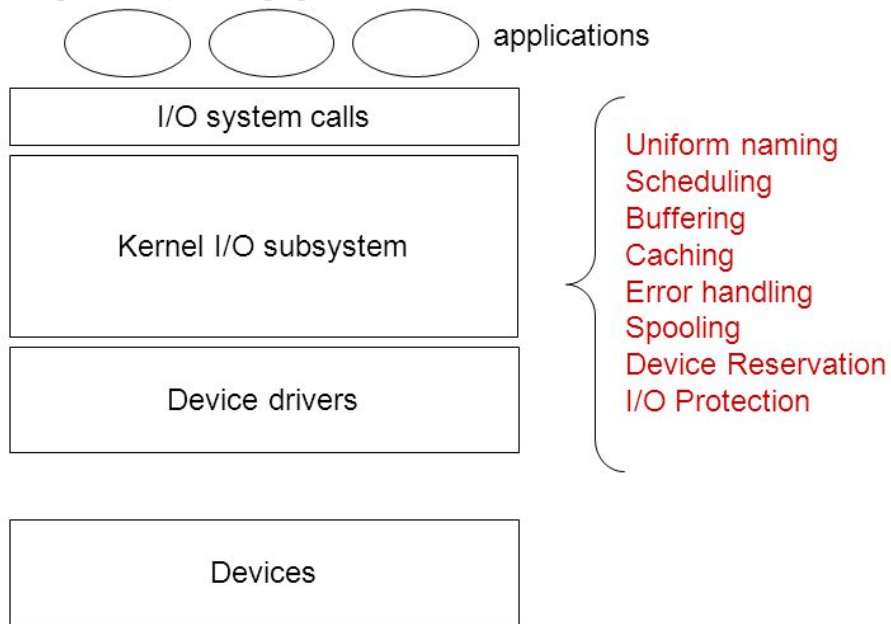 applications
I/O system calls
Kernel I/O subsystem
Device drivers
Devices
Uniform naming
Scheduling
Buffering
Caching
Error handling
Spooling
Device Reservation
I/O Protection